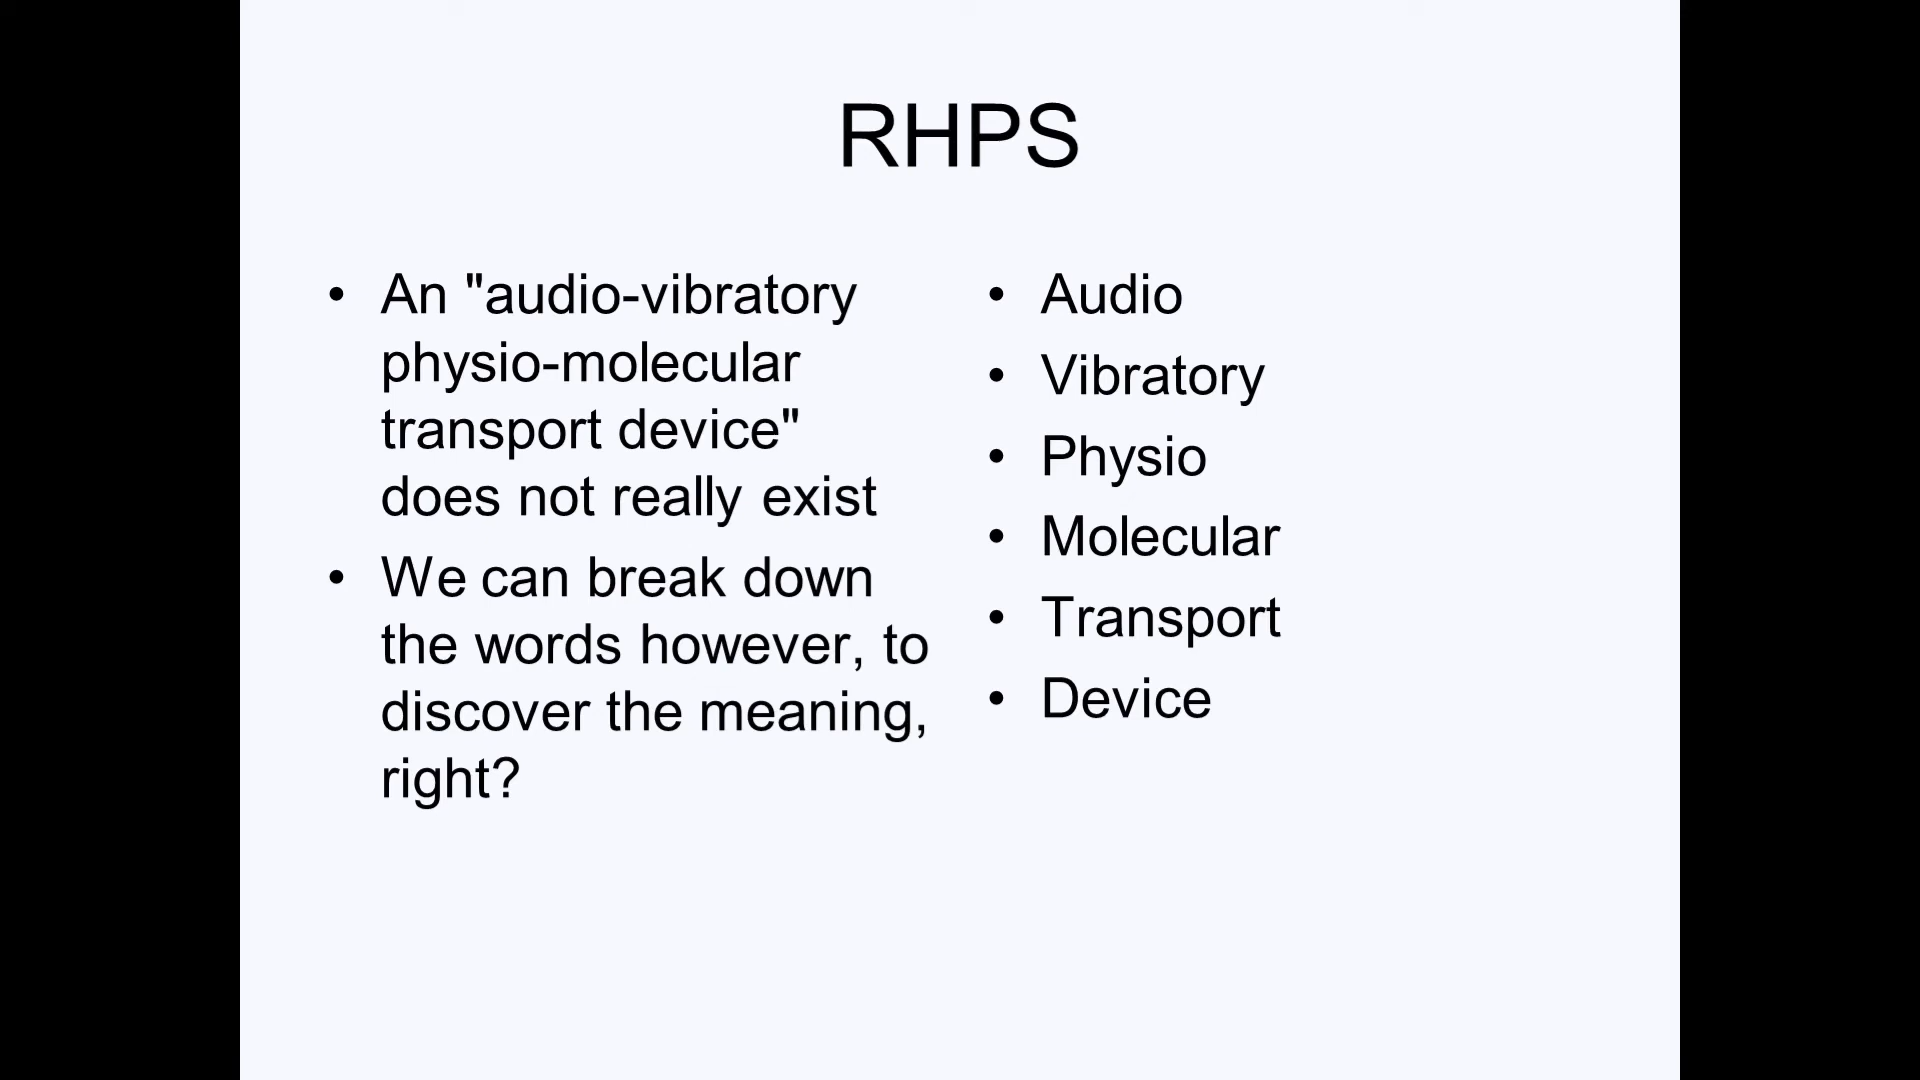 RHPS
• An "audio-vibratory
physio-molecular
transport device"
does not really exist
• We can break down
the words however, to
discover the meaning,
right?
• Audio
• Vibratory
• Physio
• Molecular
• Transport
• Device